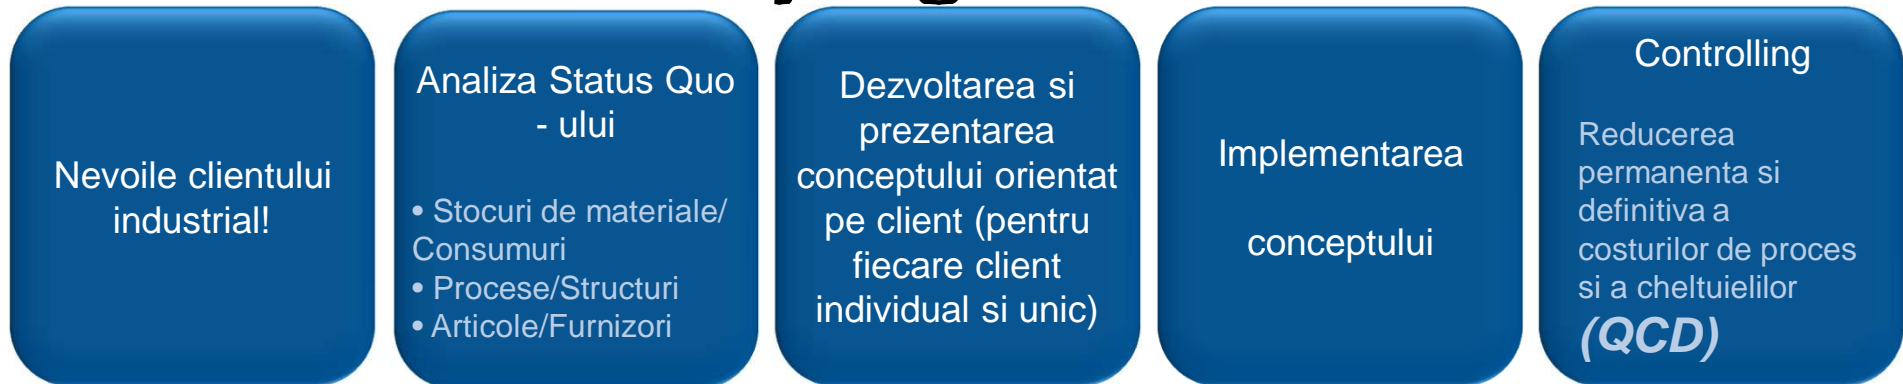 Nevoile clientului
industrial!
Analiza Status Quo
- ului
• Stocuri de materiale/
Consumuri
• Procese/Structuri
• Articole/Furnizori
Dezvoltarea si
prezentarea
conceptului orientat
pe client (pentru
fiecare client
individual si unic)
Implementarea
conceptului
Controlling
Reducerea
permanenta si
definitiva a
costurilor de proces
si a cheltuielilor
(QCD)